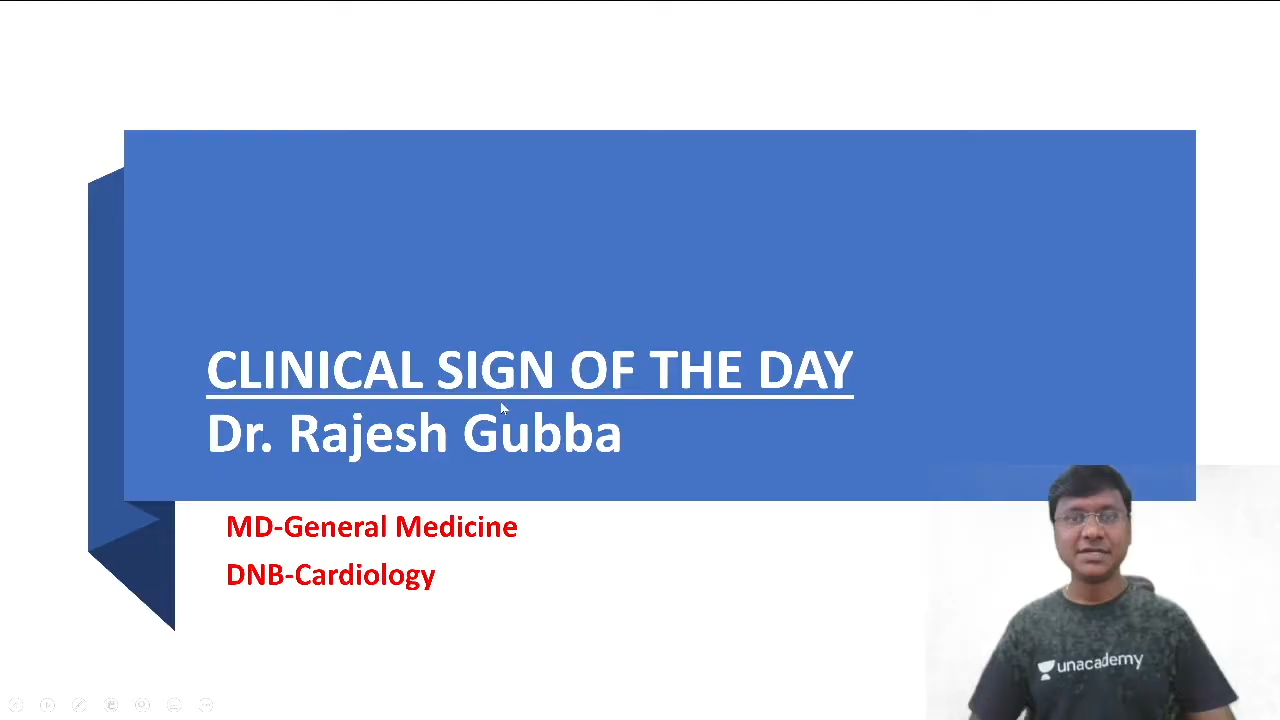 CLINICAL SIGN OF THE DAY
Dr. Rajesh Gubba
MD-General Medicine
DNB-Cardiology
unacademy